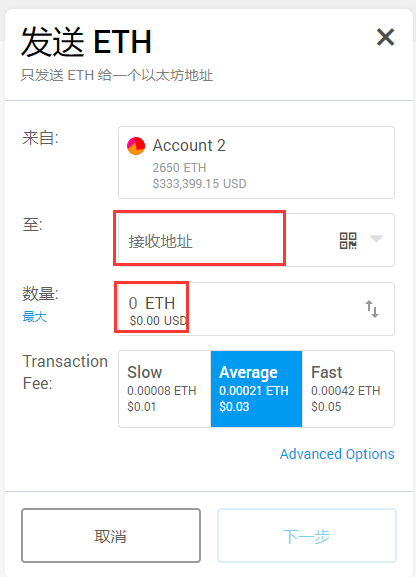 发送 ETH
只发送 ETH 给一个以太坊地址
来自:
Account 2
2650 ETH
$333,399.15 USD
至:
接收地址
数量:
最大
0 ETH
$0.00 USD
Transaction
Fee:
Slow
0.00008 ETH
$0.01
Average
0.00021 ETH
$0.03
Fast
0.00042 ETH
$0.05
Advanced Options
取消
下一步